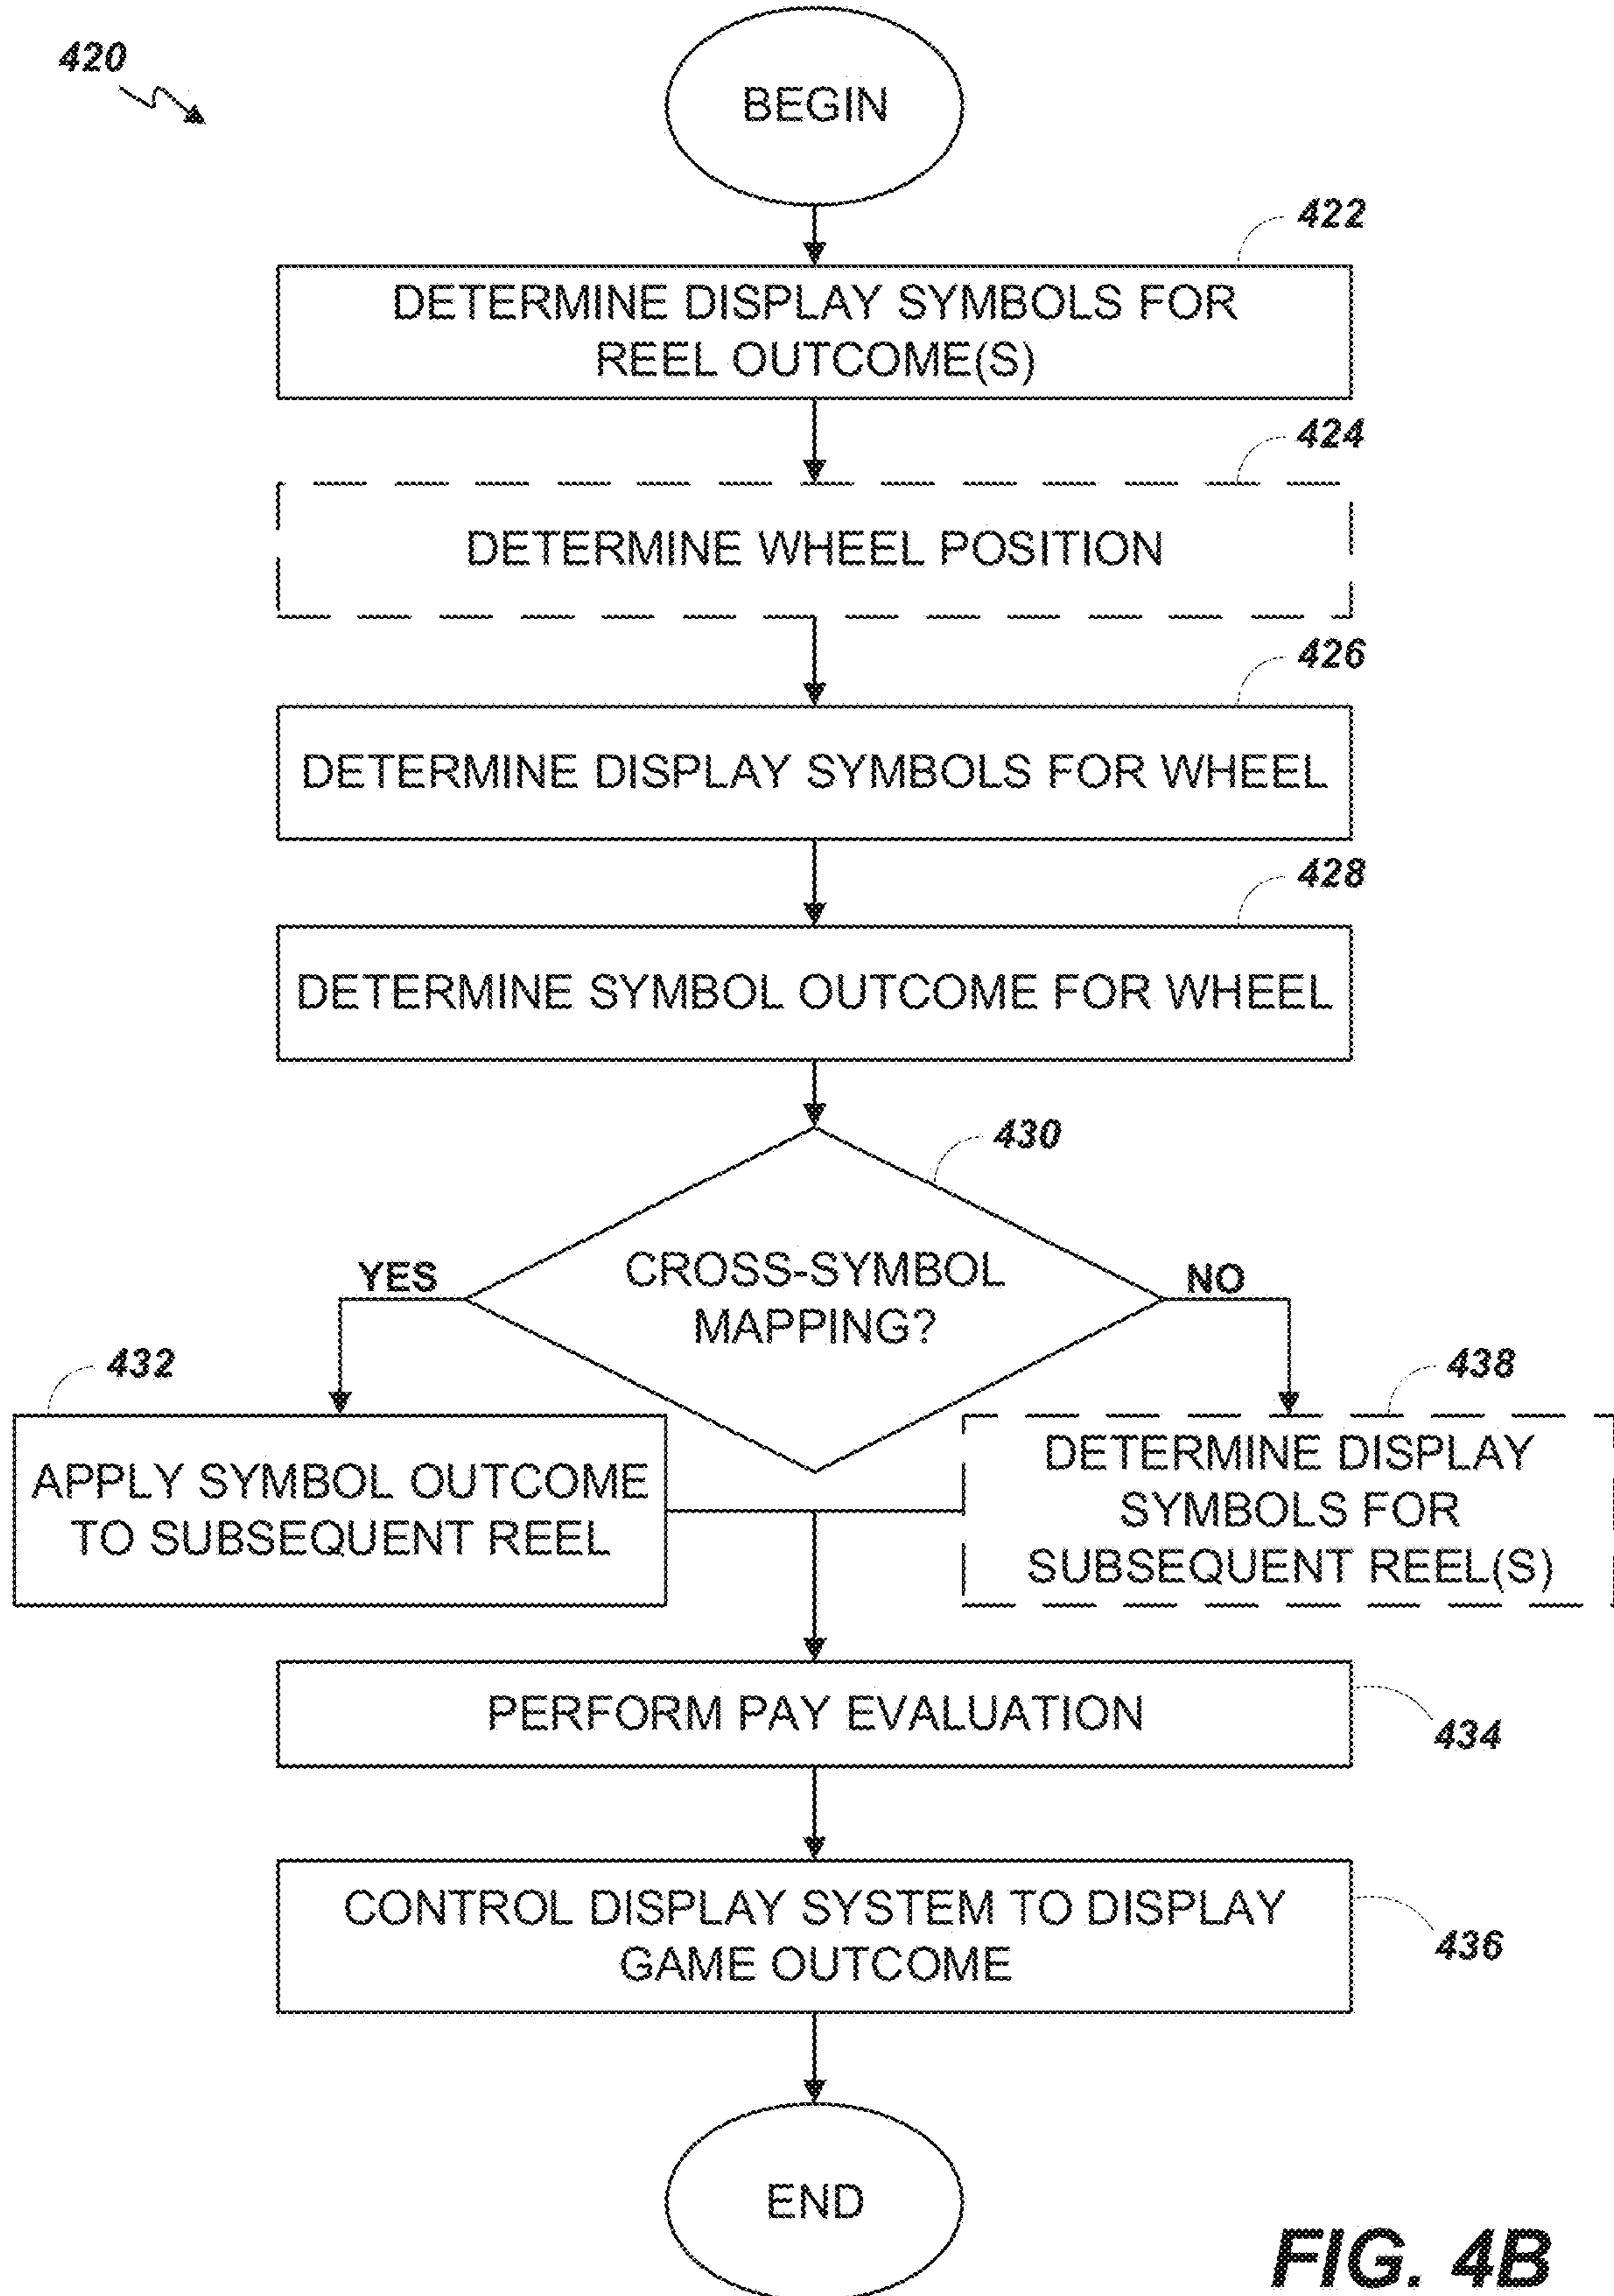 420
BEGIN
422
DETERMINE DISPLAY SYMBOLS FOR
REEL OUTCOME(S)
424
DETERMINE WHEEL POSITION
426
DETERMINE DISPLAY SYMBOLS FOR WHEEL
428
DETERMINE SYMBOL OUTCOME FOR WHEEL
430
CROSS-SYMBOL
MAPPING?
YES
NO
432
APPLY SYMBOL OUTCOME
TO SUBSEQUENT REEL
438
DETERMINE DISPLAY
SYMBOLS FOR
SUBSEQUENT REEL(S)
PERFORM PAY EVALUATION
434
CONTROL DISPLAY SYSTEM TO DISPLAY
GAME OUTCOME
436
END
FIG. 4B